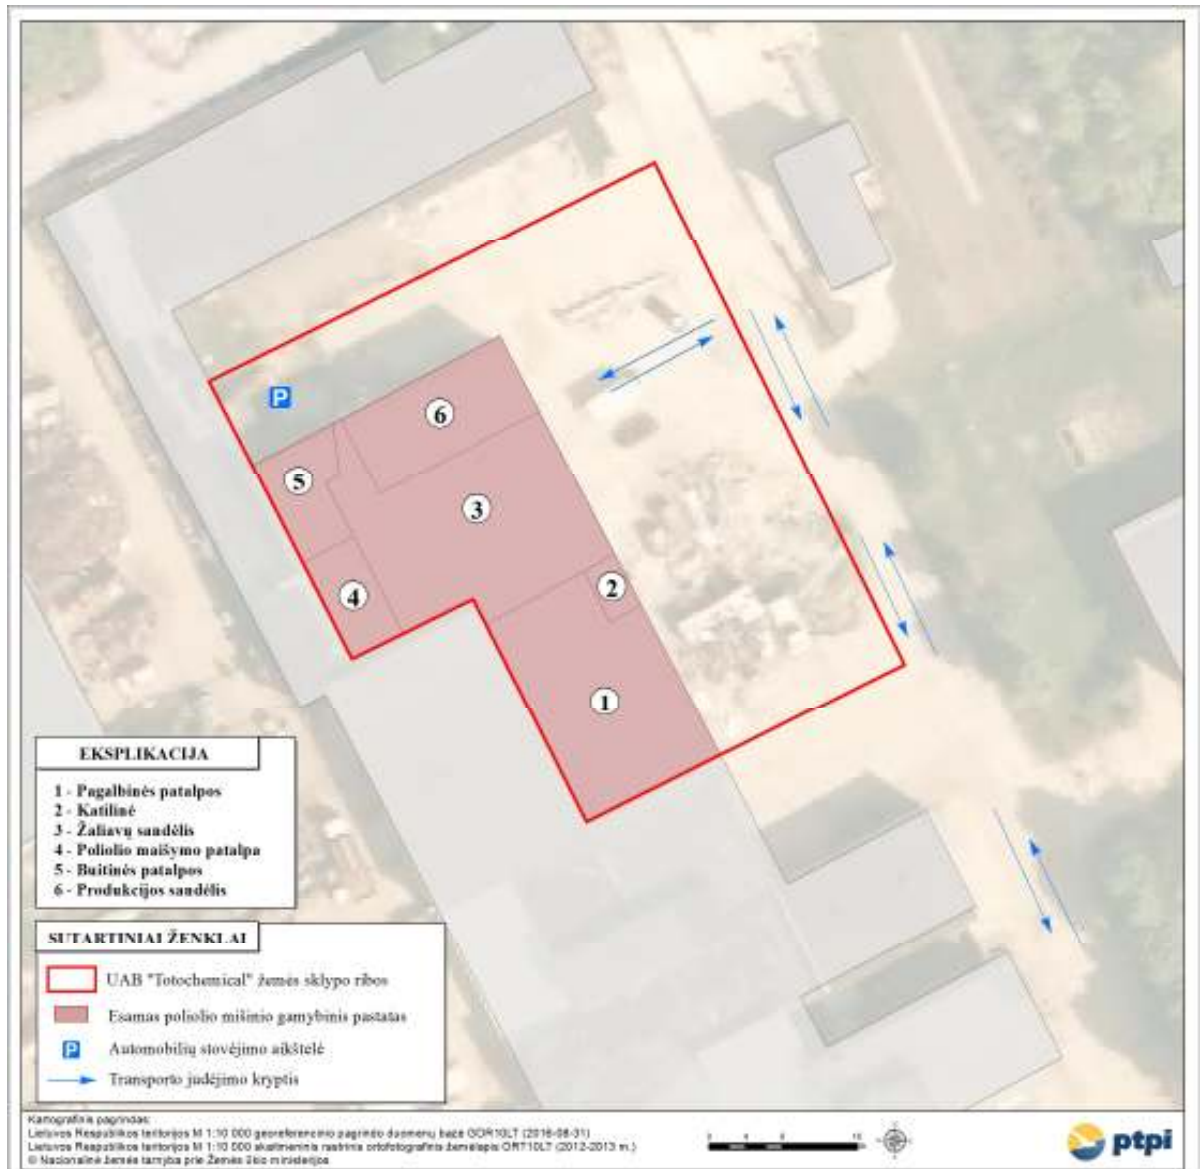 P
6
5
3
2
4
1
EKSPLIKACIJA
1 - Pagalbinės patalpos
2 - Katilinė
3 - Žaliavų sandėlis
4 - Poliolio maišymo patalpa
5 - Buitinės patalpos
6 - Produkcijos sandėlis
SUTARTINIAI ŽENKLAI
UAB "Totochemical" žemės sklypo ribos
Esamas poliolio mišinio gamybinis pastatas
P Automobilių stovėjimo aikštelė
Transporto judėjimo kryptis
Kartografinis pagrindas:
Lietuvos Respublikos teritorijos M 1:10 000 georeferencinio pagrindo duomenų bazė GDR10LT (2016-08-31)
Lietuvos Respublikos teritorijos M 1:10 000 skaitmeninis rastrinis ortofotografinis žemėlapis ORT10LT (2012-2013 m.)
© Nacionalinė žemės tarnyba prie Žemės ūkio ministerijos
ptpi